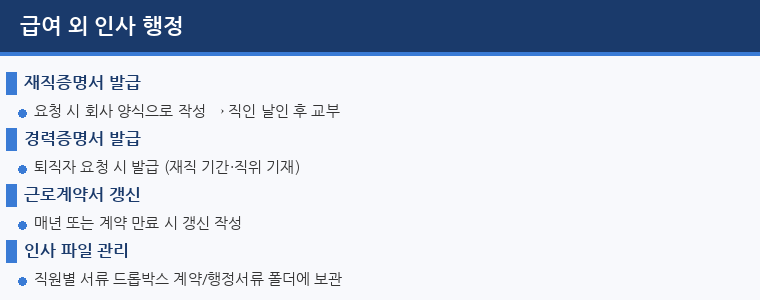 급여 외 인사 행정
재직증명서 발급
요청 시 회사 양식으로 작성 → 직인 날인 후 교부
경력증명서 발급
퇴직자 요청 시 발급 (재직 기간·직위 기재)
근로계약서 갱신
매년 또는 계약 만료 시 갱신 작성
인사 파일 관리
직원별 서류 드롭박스 계약/행정서류 폴더에 보관